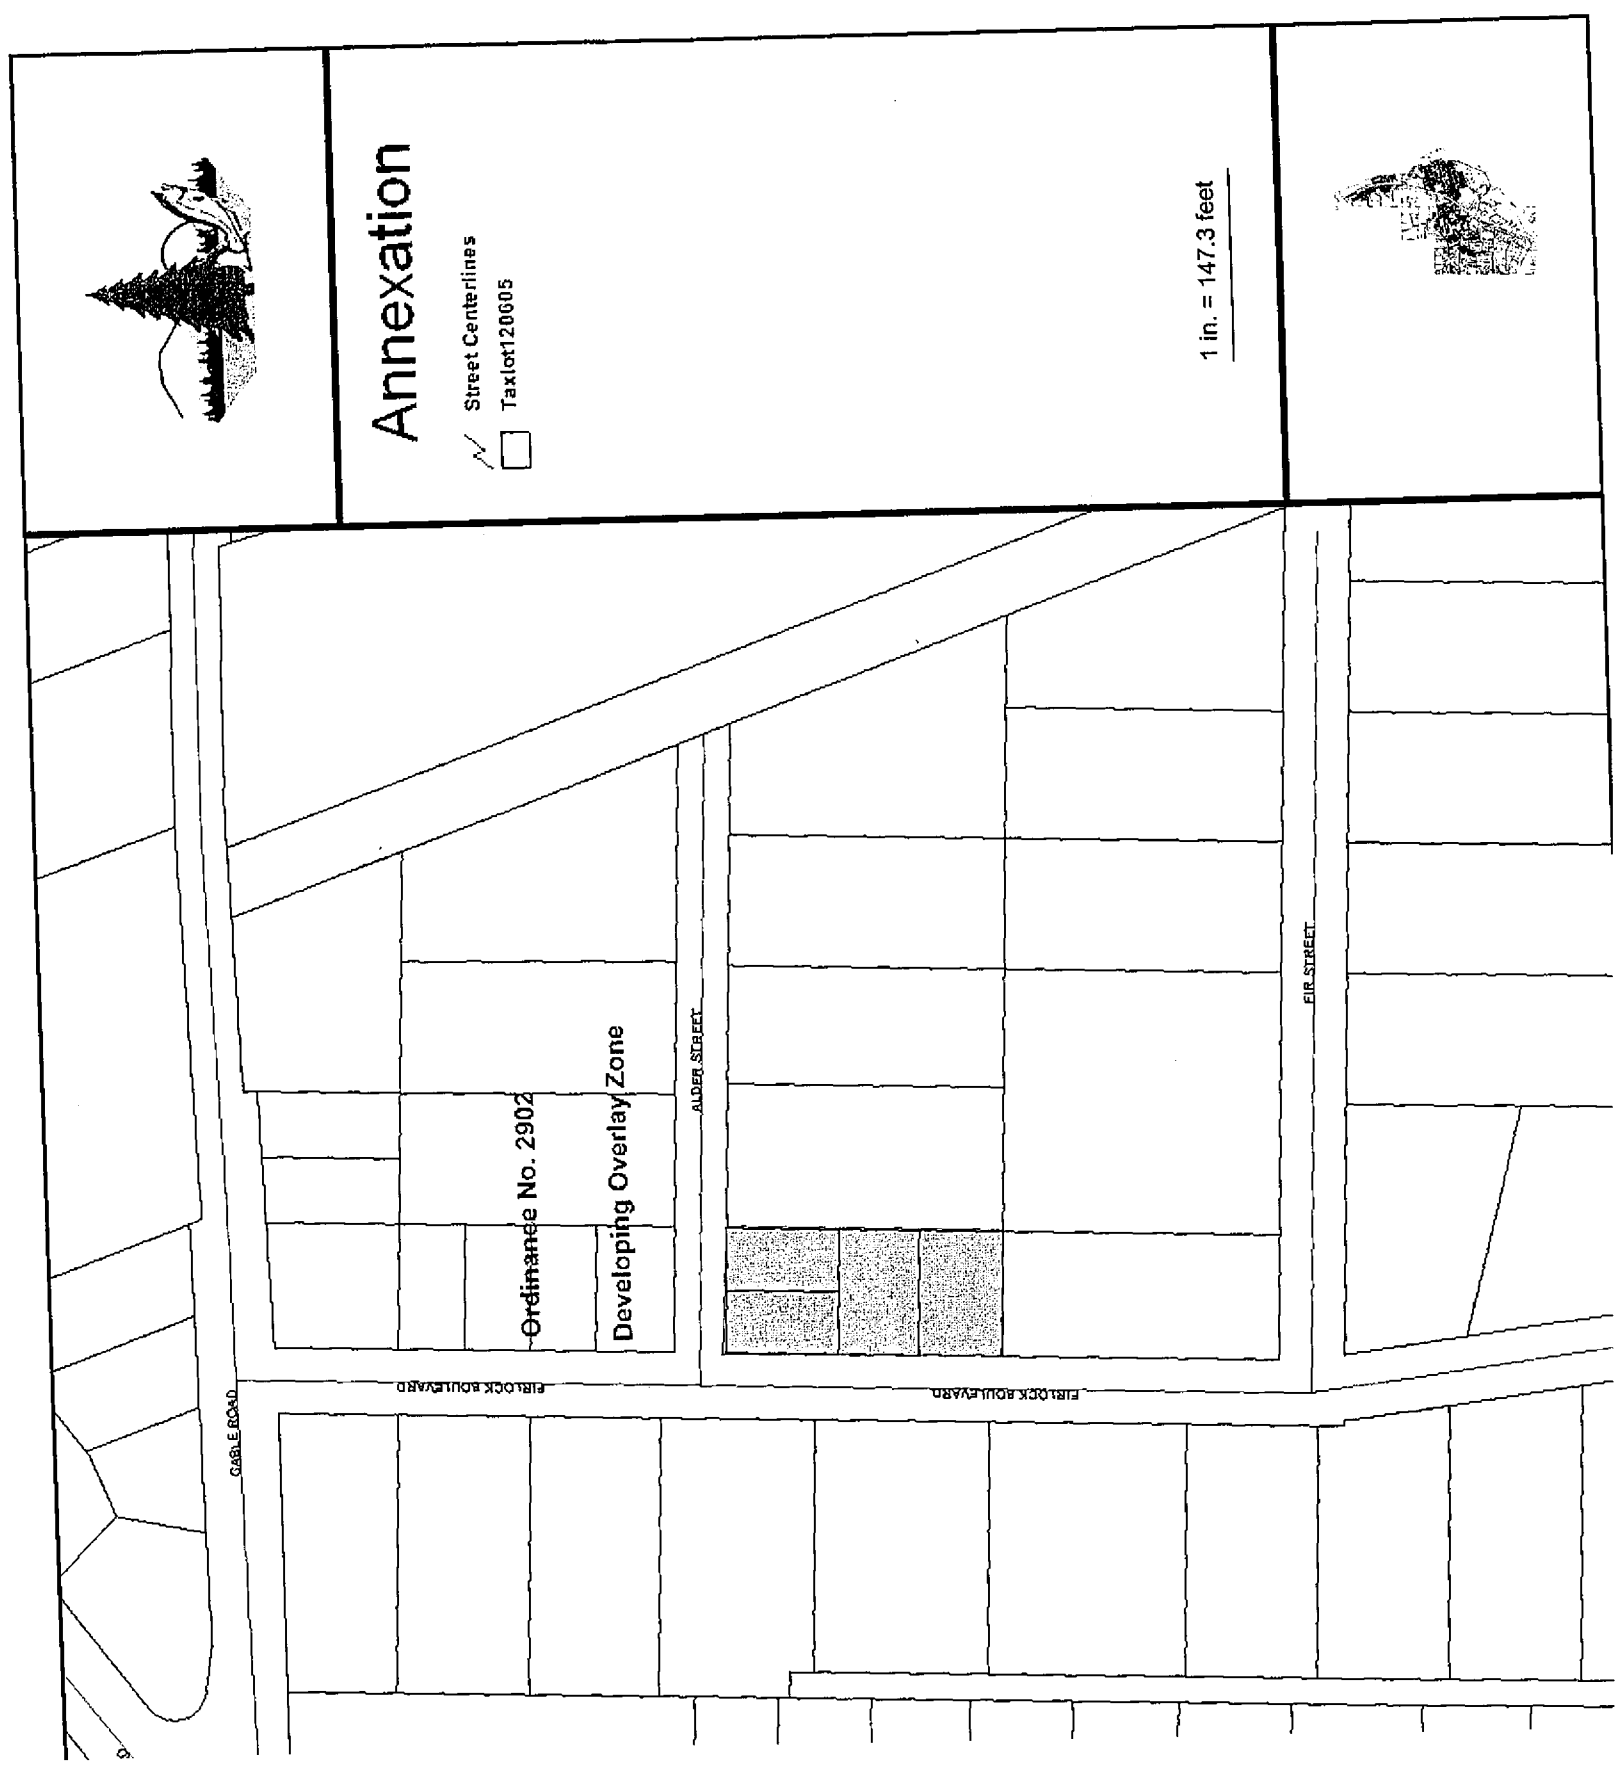 Annexation
Street Centerlines
Taxlot120605
1 in. = 147.3 feet
GABLE ROAD
Ordinance No. 2902
Developing Overlay Zone
ALDER STREET
FIR STREET
FIRLOCK BOULEVARD
FIRLOCK BOULEVARD